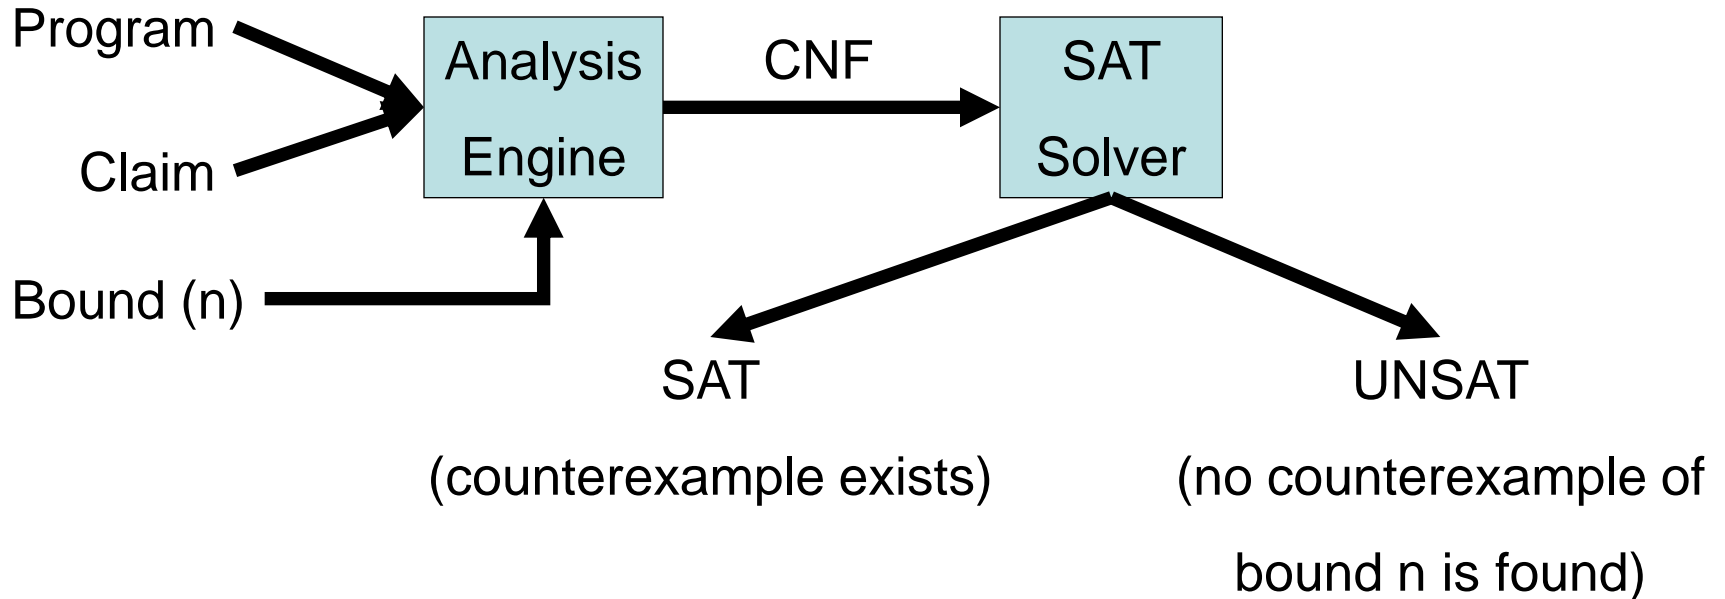 Program
Claim
Bound (n)
Analysis
Engine
CNF
SAT
Solver
SAT
(counterexample exists)
UNSAT
(no counterexample of
bound n is found)